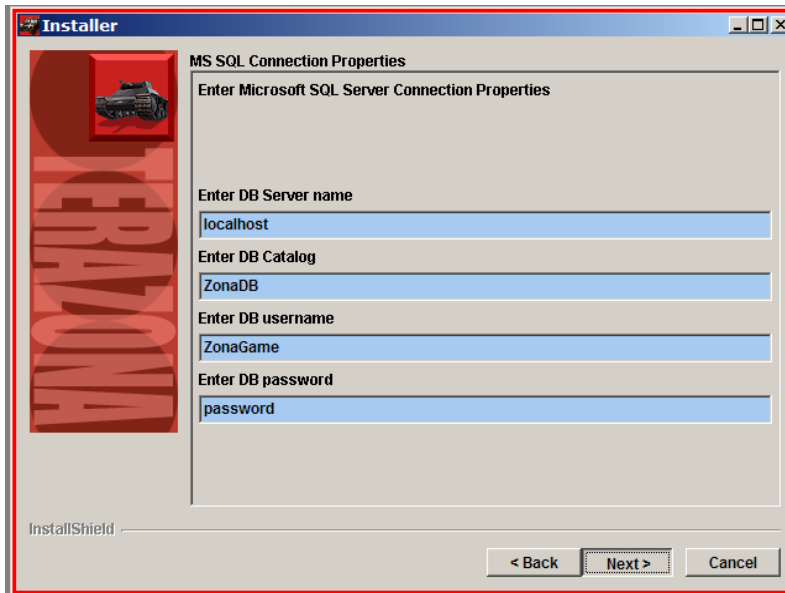 Installer
MS SQL Connection Properties
Enter Microsoft SQL Server Connection Properties
Enter DB Server name
localhost
Enter DB Catalog
ZonaDB
Enter DB username
ZonaGame
Enter DB password
password
TERAZONA
InstallShield
< Back
Next >
Cancel